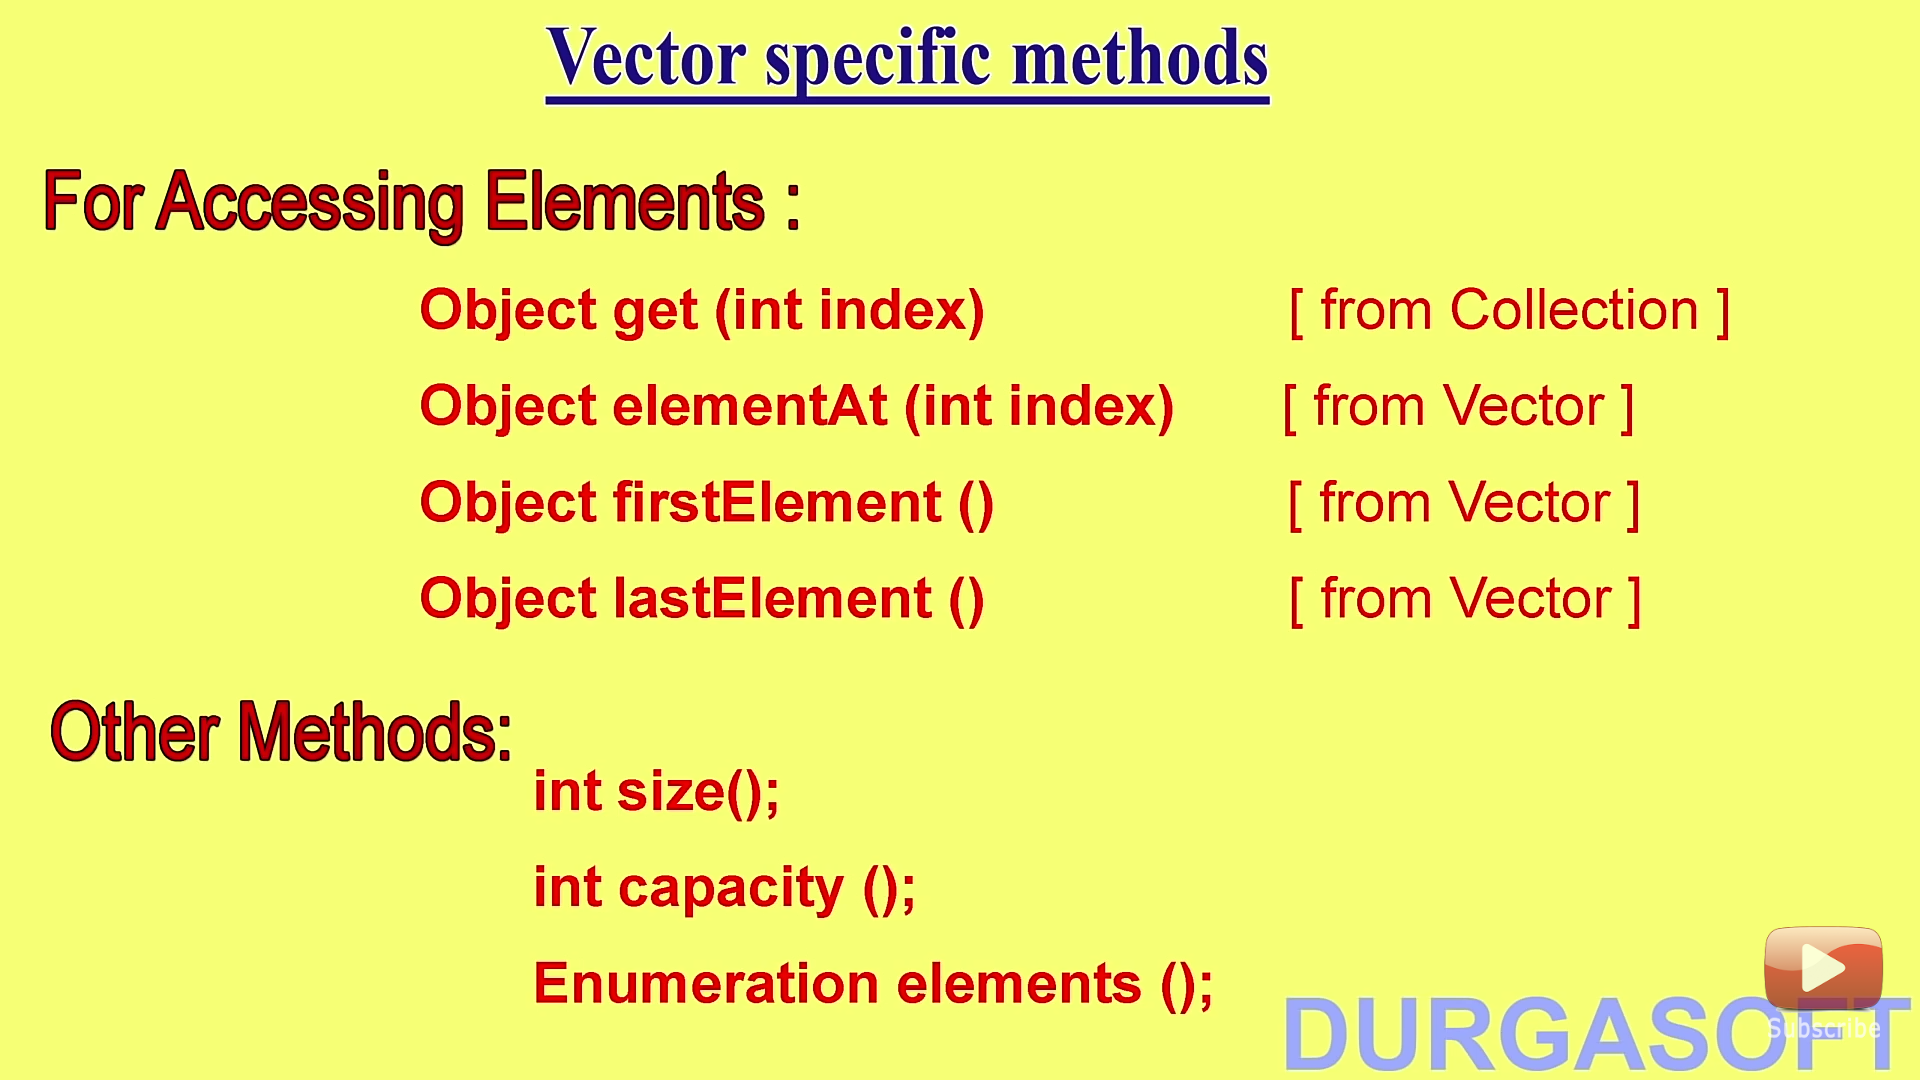 Vector specific methods
For Accessing Elements :
Object get (int index) [ from Collection ]
Object elementAt (int index) [ from Vector ]
Object firstElement () [ from Vector ]
Object lastElement () [ from Vector ]
Other Methods:
int size();
int capacity ();
Enumeration elements ();
DURGASOFT
Subscribe